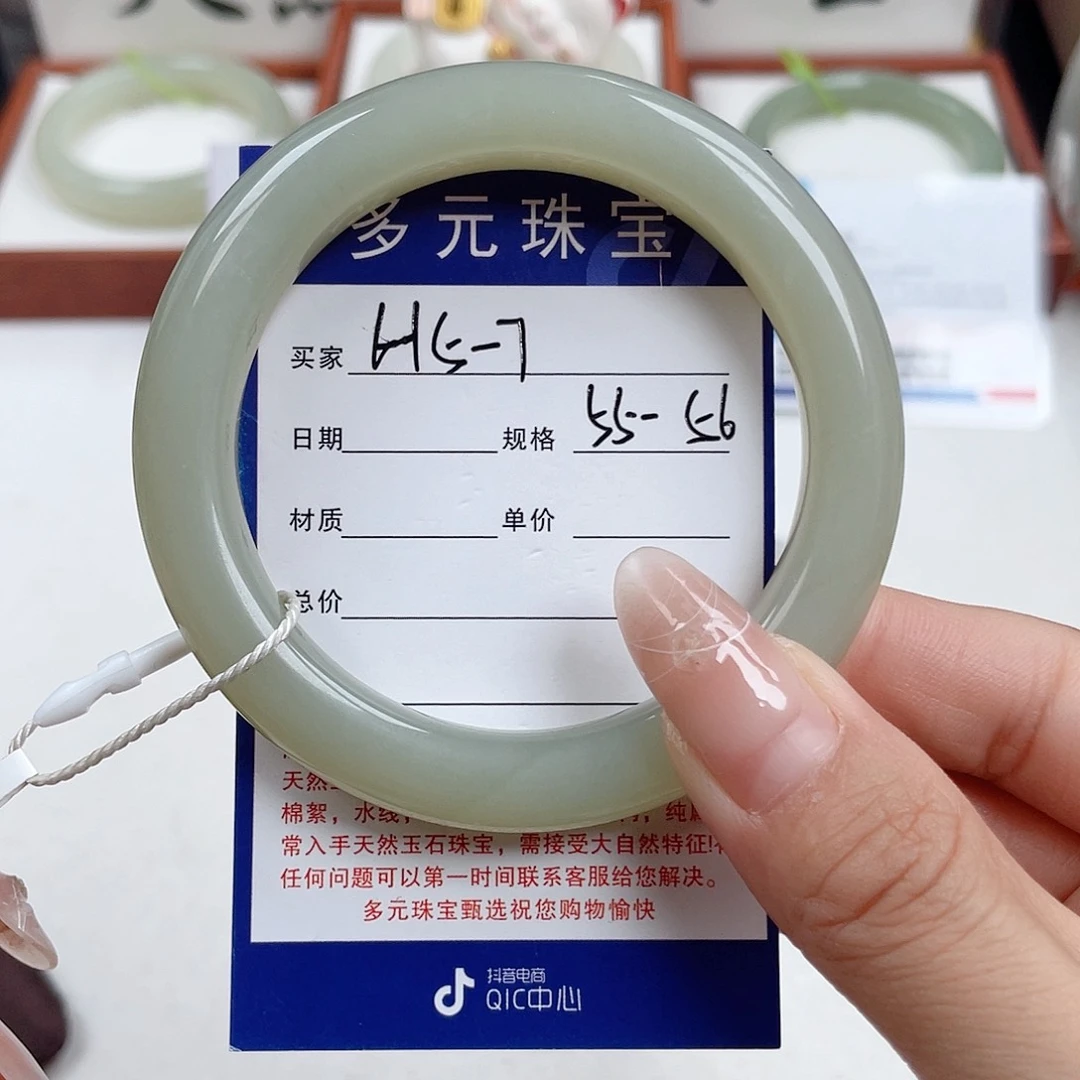 多元珠宝
买家 H5-7
日期 规格 55-56
材质 单价
总价
天然
棉絮，水线，
常入手天然玉石珠宝，需接受大自然特征!
任何问题可以第一时间联系客服给您解决。
多元珠宝甄选祝您购物愉快
抖音电商
QIC中心